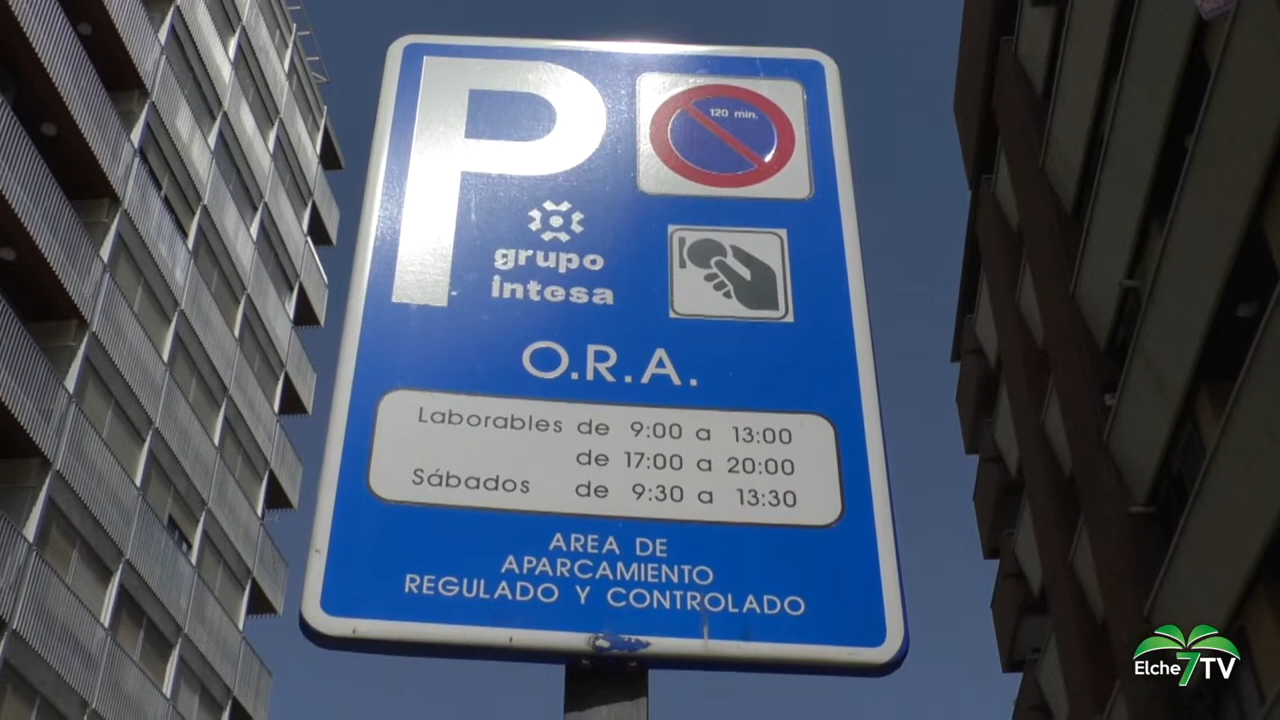 P
120 min.
grupo
intesa
O.R.A.
Laborables de 9:00 a 13:00
de 17:00 a 20:00
Sábados de 9:30 a 13:30
AREA DE
APARCAMIENTO
REGULADO Y CONTROLADO
Elche 7 TV